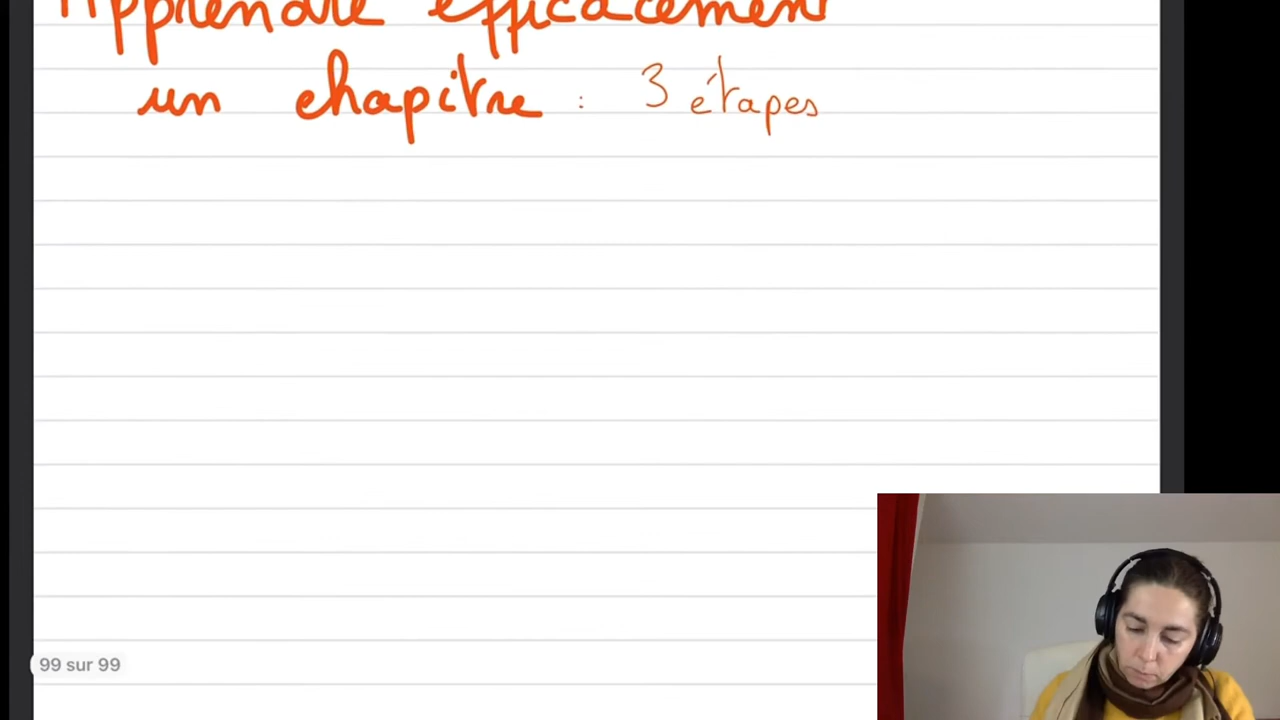 Apprendre efficacement
un chapitre : 3 étapes
99 sur 99